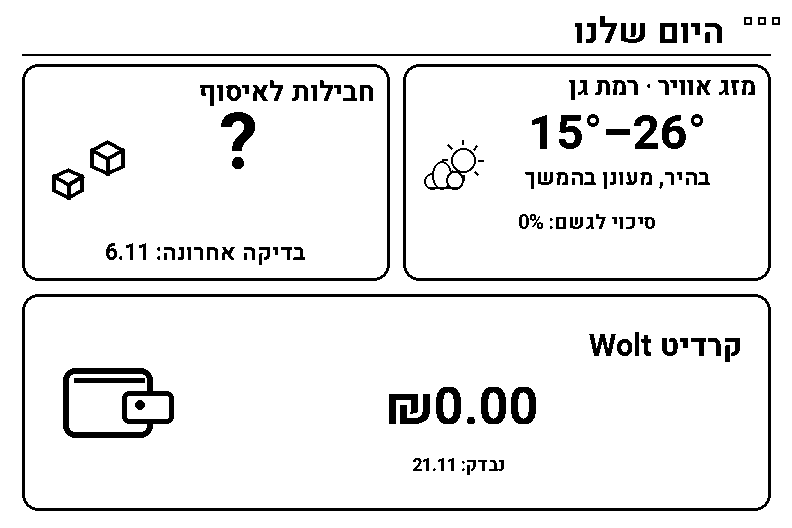 היום שלנו
מזג אוויר · רמת גן
15°–26°
בהיר, מעונן בהמשך
סיכוי לגשם: 0%
חבילות לאיסוף
?
בדיקה אחרונה: 6.11
קרדיט Wolt
₪0.00
נבדק: 21.11